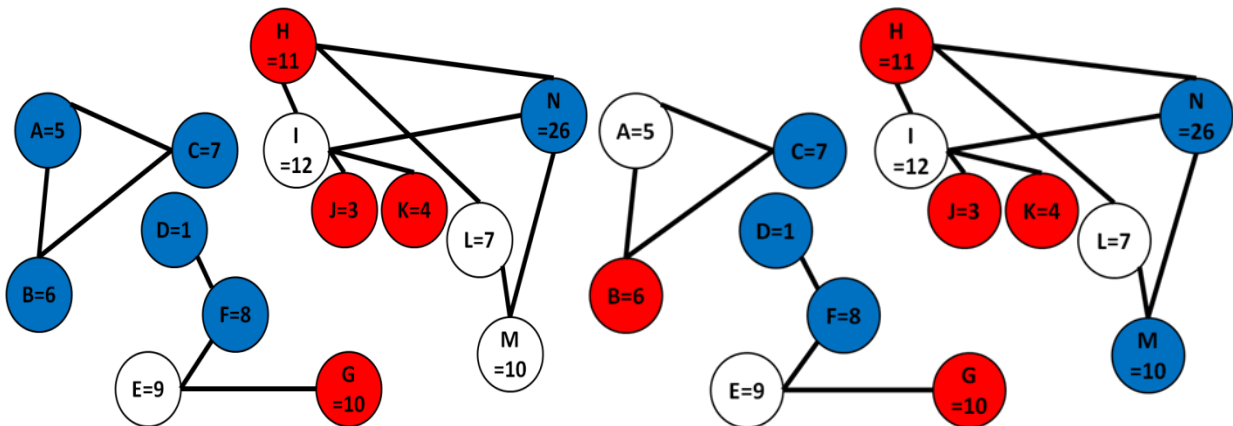 H
=11
N
=26
A=5
C=7
I
=12
J=3
K=4
D=1
L=7
B=6
F=8
M
=10
E=9
G
=10
H
=11
N
=26
A=5
C=7
I
=12
J=3
K=4
D=1
L=7
B=6
F=8
M
=10
E=9
G
=10